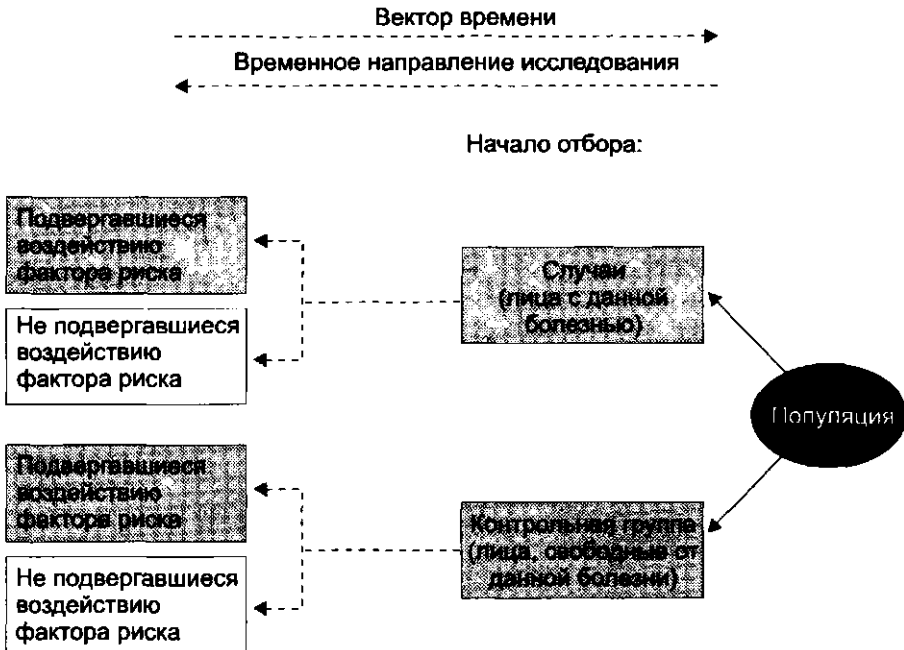 Вектор времени
Временное направление исследования
Начало отбора:
Подвергавшиеся
воздействию
фактора риска
Не подвергавшиеся
воздействию
фактора риска
Случаи
(лица с данной
болезнью)
Популяция
Подвергавшиеся
воздействию
фактора риска
Не подвергавшиеся
воздействию
фактора риска
Контрольная группа
(лица, свободные от
данной болезни)